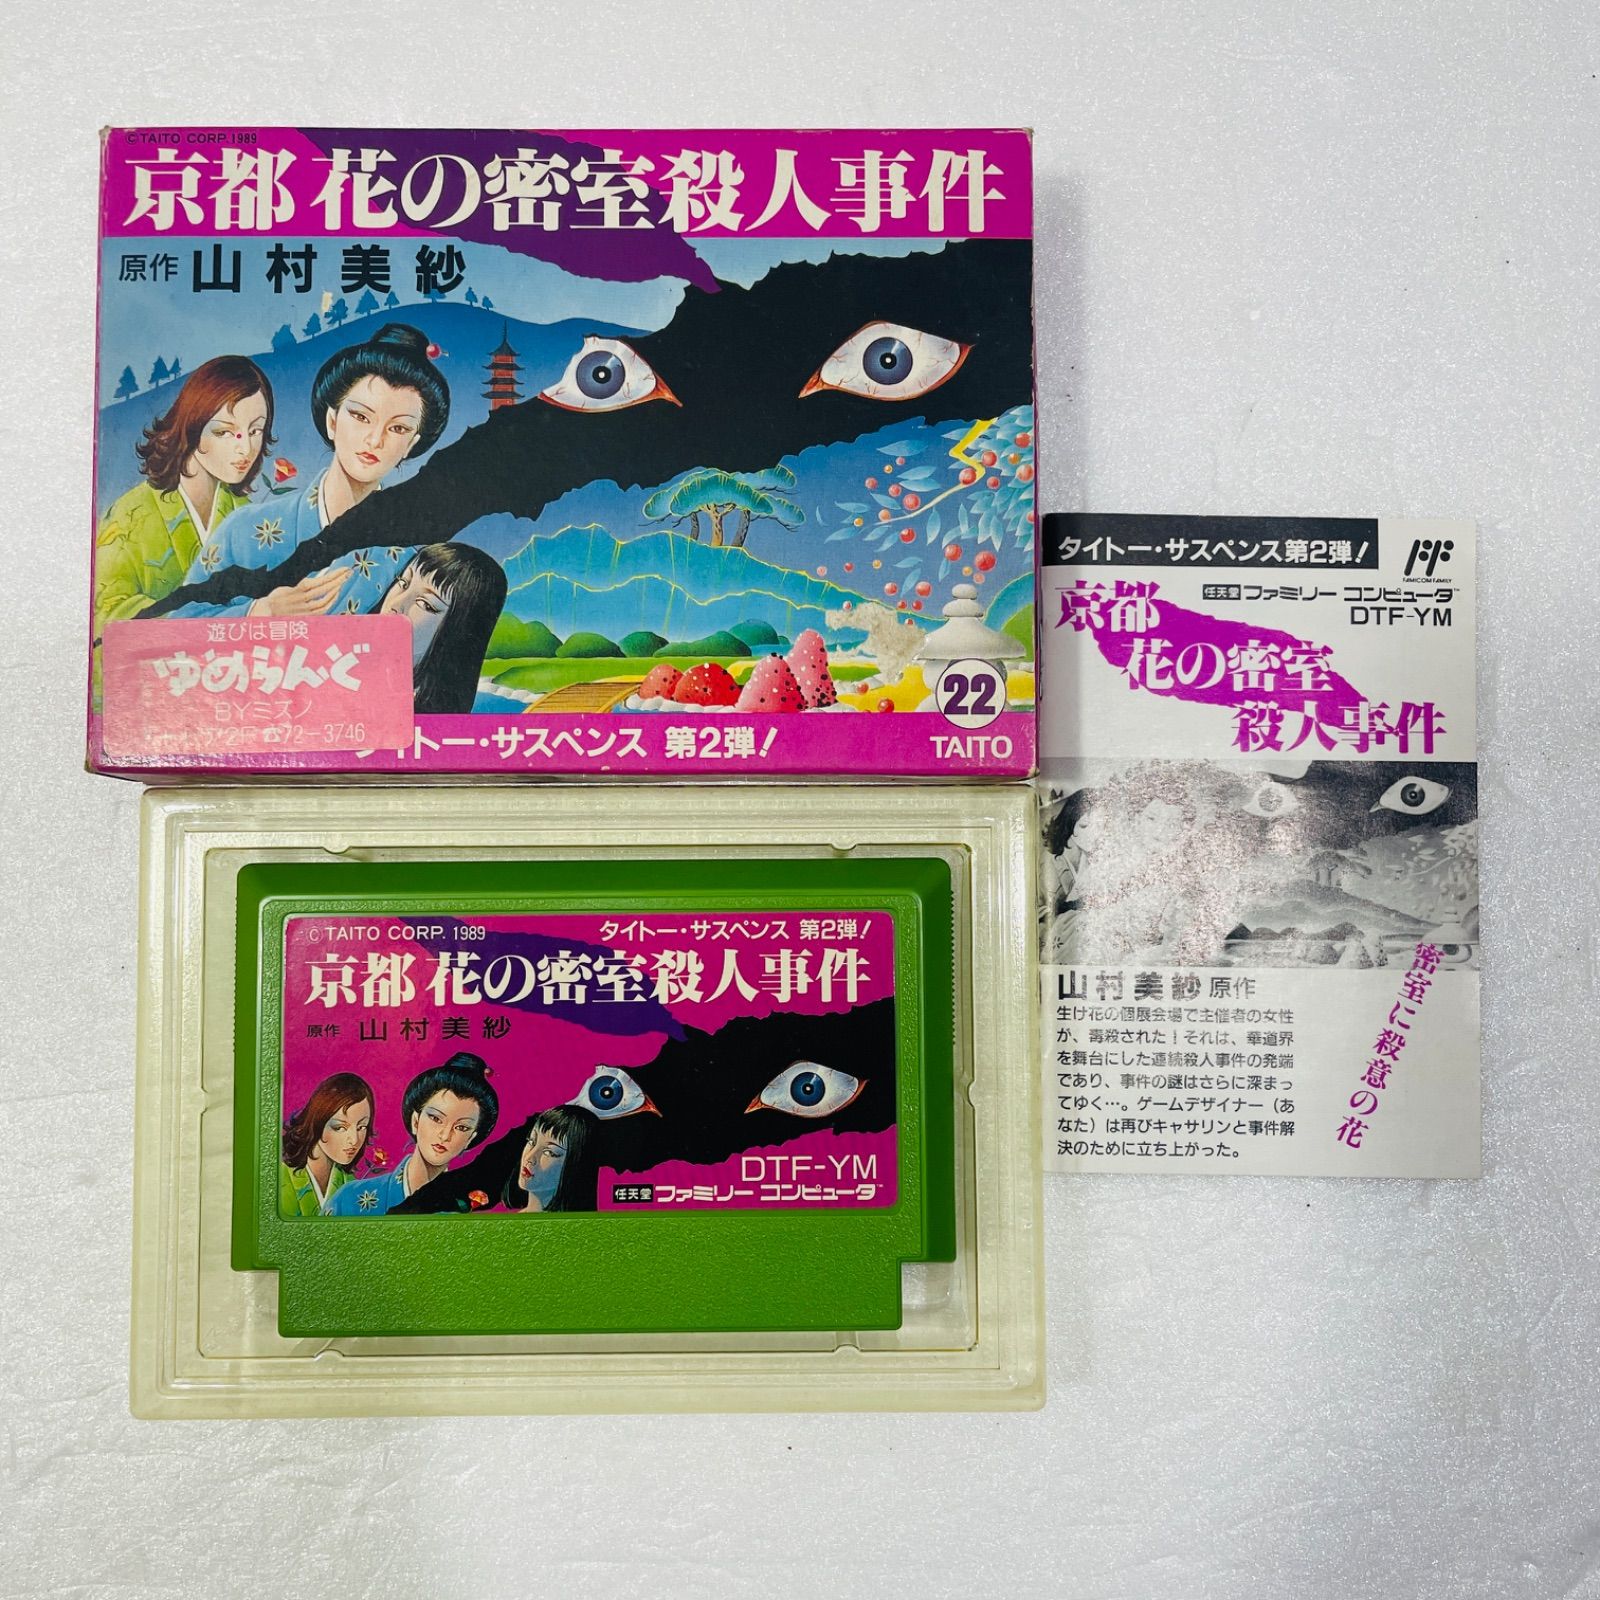 ©TAITO CORP. 1989
京都 花の密室殺人事件
原作 山村美紗
遊びは冒険
ゆめらんど
BYミズノ
☎72-3746
タイトー・サスペンス 第2弾!
22
TAITO
タイトー・サスペンス第2弾!
FAMICOM FAMILY
任天堂 ファミリー コンピュータ™
DTF-YM
京都
花の密室
殺人事件
密室に殺意の花
山村美紗 原作
生け花の個展会場で主催者の女性
が、毒殺された!それは、華道界
を舞台にした連続殺人事件の発端
であり、事件の謎はさらに深まっ
てゆく…。ゲームデザイナー(あ
なた)は再びキャサリンと事件解
決のために立ち上がった。
©TAITO CORP. 1989
タイトー・サスペンス 第2弾!
京都 花の密室殺人事件
原作 山村美紗
DTF-YM
任天堂 ファミリー コンピュータ™